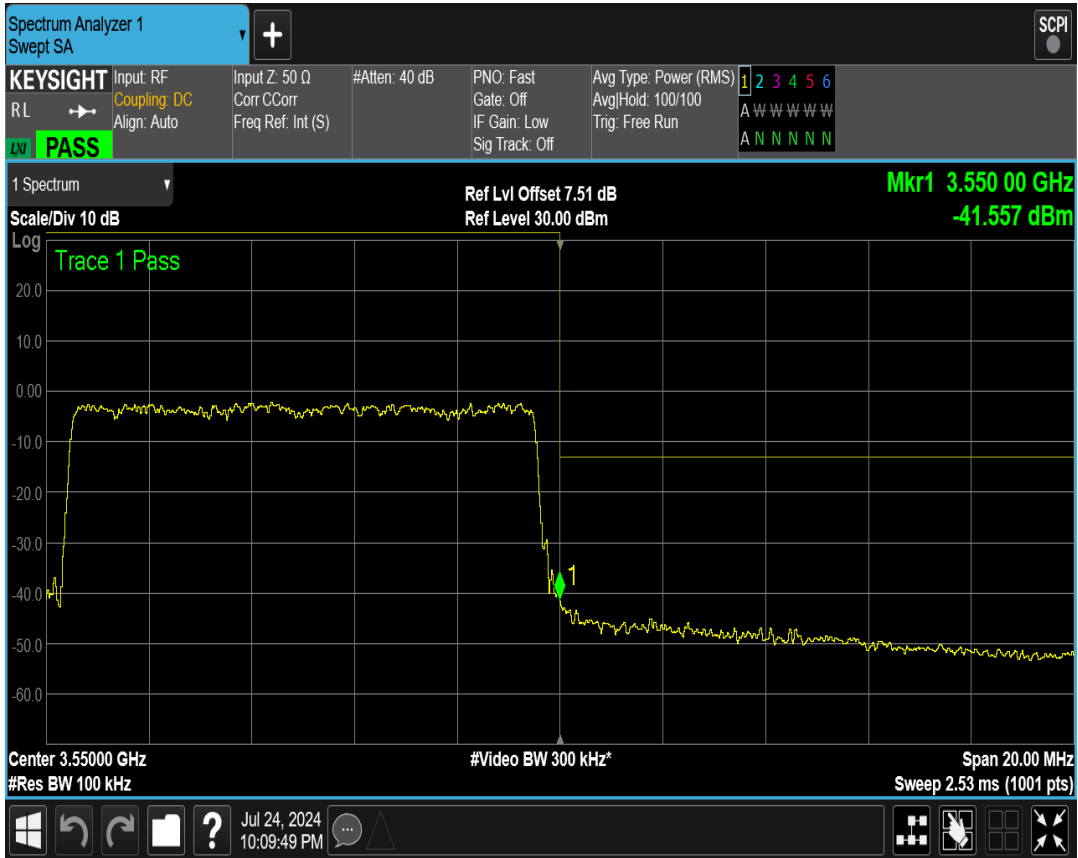 Spectrum Analyzer 1
Swept SA
+
SCPI
KEYSIGHT
RL
LXI PASS
Input: RF
Coupling: DC
Align: Auto
Input Z: 50 Ω
Corr CCorr
Freq Ref: Int (S)
#Atten: 40 dB
PNO: Fast
Gate: Off
IF Gain: Low
Sig Track: Off
Avg Type: Power (RMS)
Avg|Hold: 100/100
Trig: Free Run
1 2 3 4 5 6
A W W W W W
A N N N N N
1 Spectrum
Scale/Div 10 dB
Ref Lvl Offset 7.51 dB
Ref Level 30.00 dBm
Mkr1 3.550 00 GHz
-41.557 dBm
Log
Trace 1 Pass
20.0
10.0
0.00
-10.0
-20.0
-30.0
1
-40.0
-50.0
-60.0
Center 3.55000 GHz
#Video BW 300 kHz*
Span 20.00 MHz
#Res BW 100 kHz
Sweep 2.53 ms (1001 pts)
?
Jul 24, 2024
10:09:49 PM